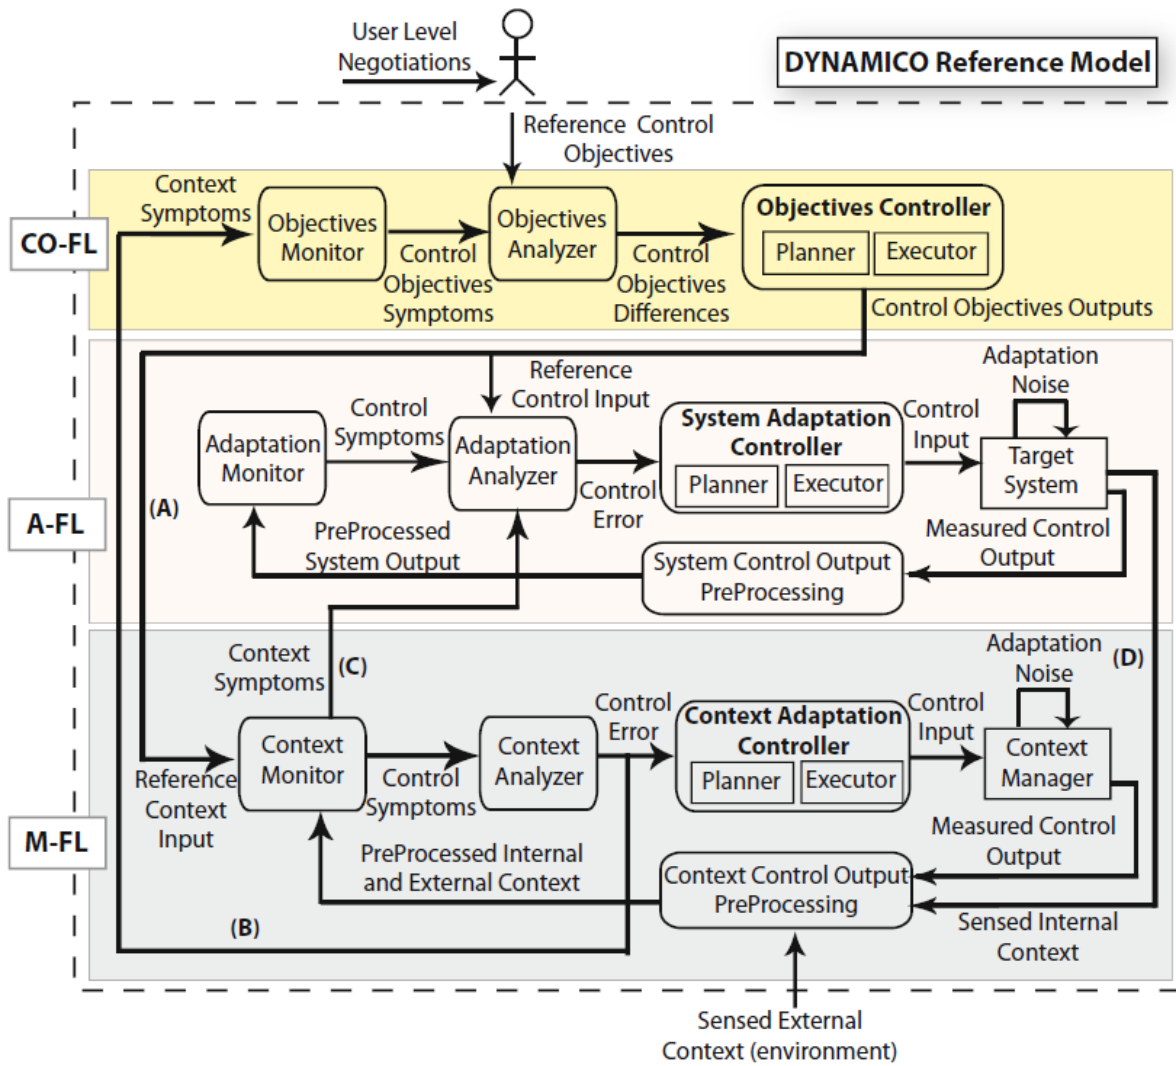 User Level
Negotiations
DYNAMICO Reference Model
Reference Control
Objectives
CO-FL
Context
Symptoms
Objectives
Monitor
Control
Objectives
Symptoms
Objectives
Analyzer
Control
Objectives
Differences
Objectives Controller
Planner
Executor
Control Objectives Outputs
A-FL
(A)
Reference
Control Input
Adaptation
Monitor
Control
Symptoms
Adaptation
Analyzer
Control
Error
System Adaptation
Controller
Planner
Executor
Control
Input
Adaptation
Noise
Target
System
Measured Control
Output
System Control Output
PreProcessing
PreProcessed
System Output
M-FL
Context
Symptoms
(C)
(D)
Reference
Context
Input
Context
Monitor
Control
Symptoms
Context
Analyzer
Control
Error
Context Adaptation
Controller
Planner
Executor
Control
Input
Adaptation
Noise
Context
Manager
Measured Control
Output
Context Control Output
PreProcessing
PreProcessed Internal
and External Context
(B)
Sensed Internal
Context
Sensed External
Context (environment)